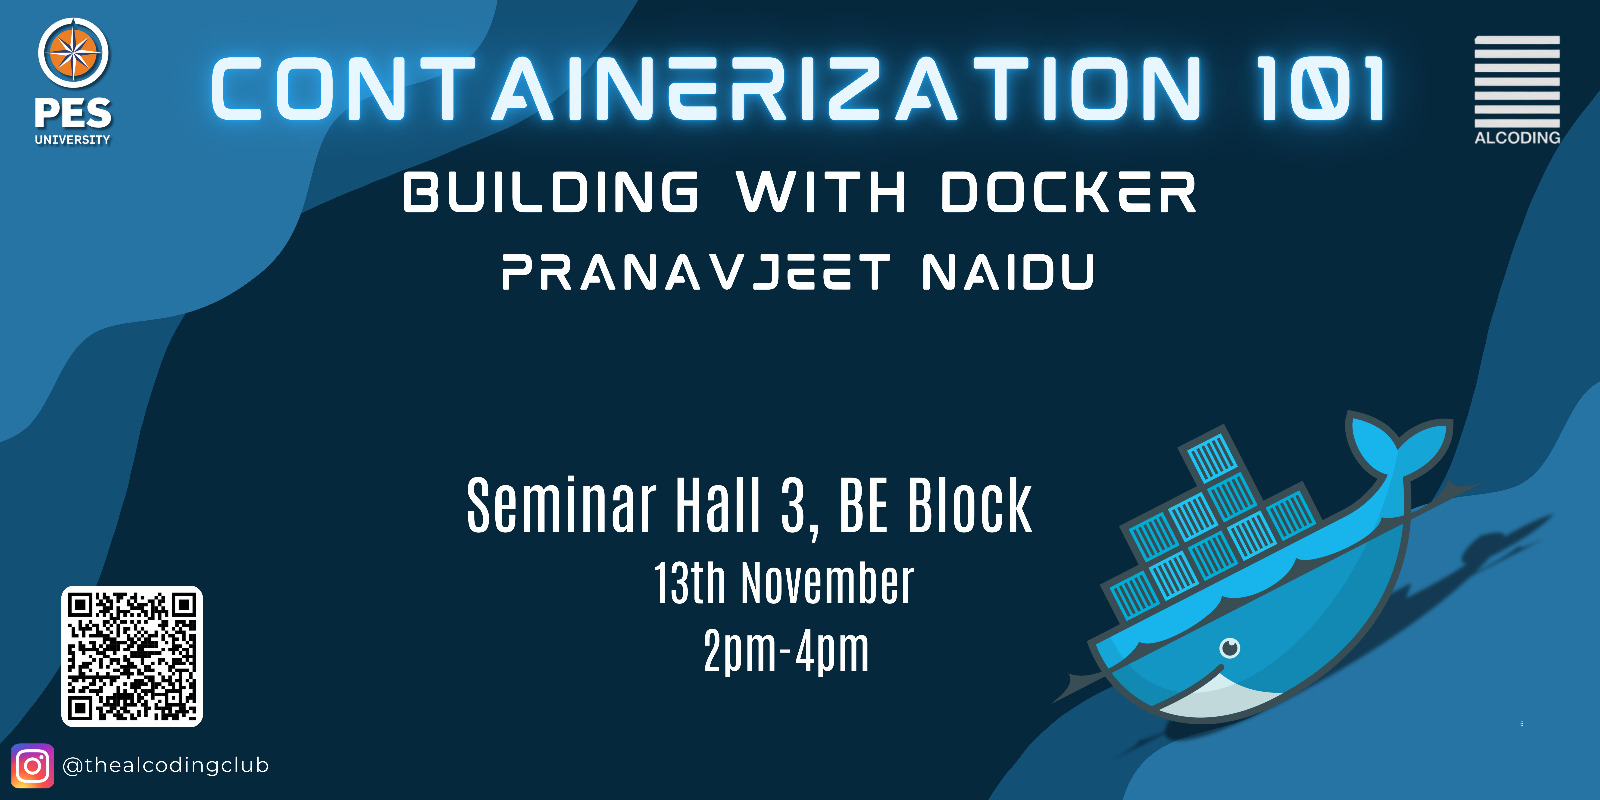 PES
UNIVERSITY
CONTAINERIZATION 101
ALCODING
BUILDING WITH DOCKER
PRANAVJEET NAIDU
Seminar Hall 3, BE Block
13th November
2pm-4pm
@thealcodingclub